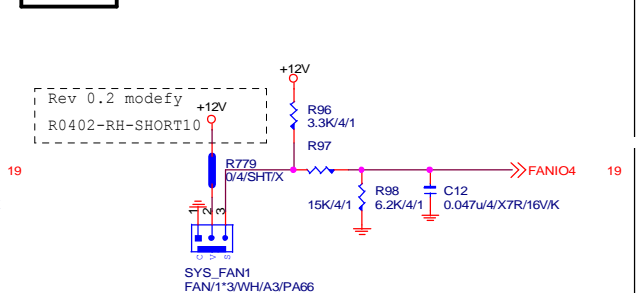 +12V
Rev 0.2 modefy
+12V
R0402-RH-SHORT10
R96
3.3K/4/1
R97
19
R779
0/4/SHT/X
FANIO4
19
15K/4/1
R98
6.2K/4/1
C12
0.047u/4/X7R/16V/K
1
2
3
C
V
S
SYS_FAN1
FAN/1*3/WH/A3/PA66